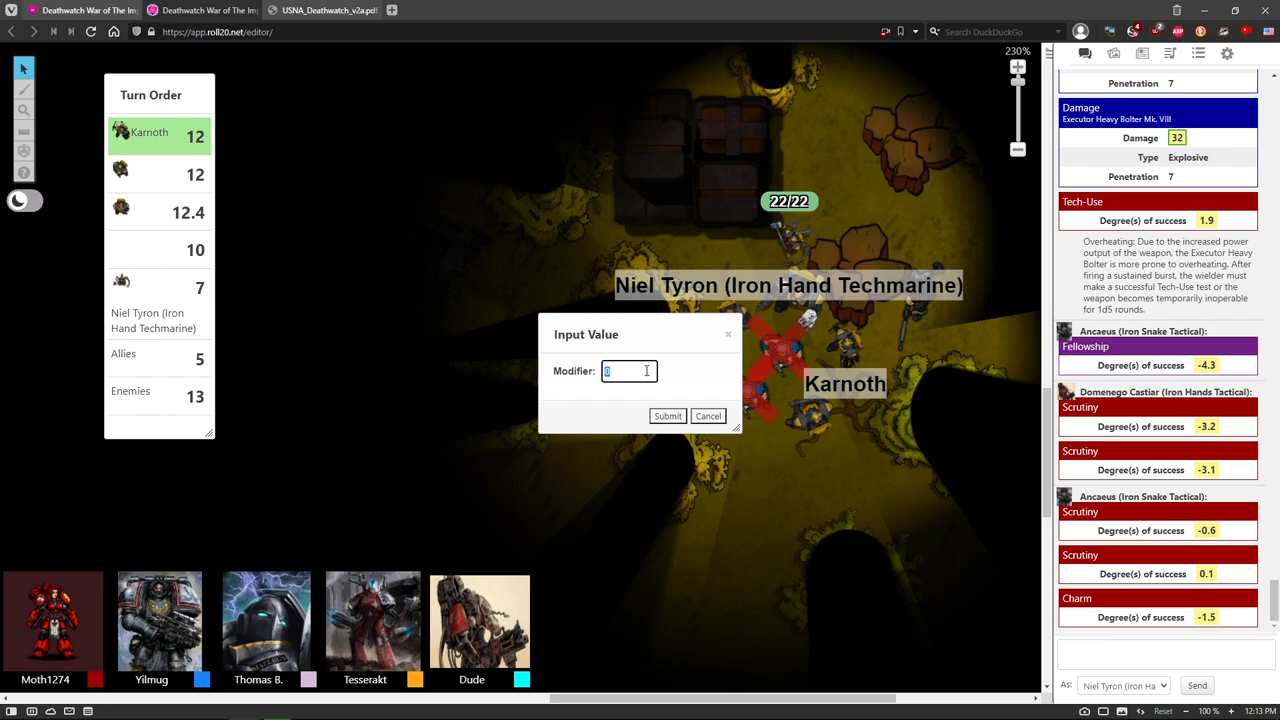 Deathwatch War of The Im
Deathwatch War of The Im
USNA_Deathwatch_v2a.pdf
https://app.roll20.net/editor/
Search DuckDuckGo
230%
Turn Order
Karnoth 12
12
12.4
10
7
Niel Tyron (Iron
Hand Techmarine)
Allies 5
Enemies 13
22/22
Niel Tyron (Iron Hand Techmarine)
Karnoth
Input Value
×
Modifier: 0
Submit Cancel
Moth1274
Yilmug
Thomas B.
Tesserakt
Dude
Penetration 7
Damage
Executor Heavy Bolter Mk. VIII
Damage 32
Type Explosive
Penetration 7
Tech-Use
Degree(s) of success 1.9
Overheating: Due to the increased power
output of the weapon, the Executor Heavy
Bolter is more prone to overheating. After
firing a sustained burst, the wielder must
make a successful Tech-Use test or the
weapon becomes temporarily inoperable
for 1d5 rounds.
Ancaeus (Iron Snake Tactical):
Fellowship
Degree(s) of success -4.3
Domenego Castiar (Iron Hands Tactical):
Scrutiny
Degree(s) of success -3.2
Scrutiny
Degree(s) of success -3.1
Ancaeus (Iron Snake Tactical):
Scrutiny
Degree(s) of success -0.6
Scrutiny
Degree(s) of success 0.1
Charm
Degree(s) of success -1.5
As: Niel Tyron (Iron Ha
Send
Reset
100 %
12:13 PM